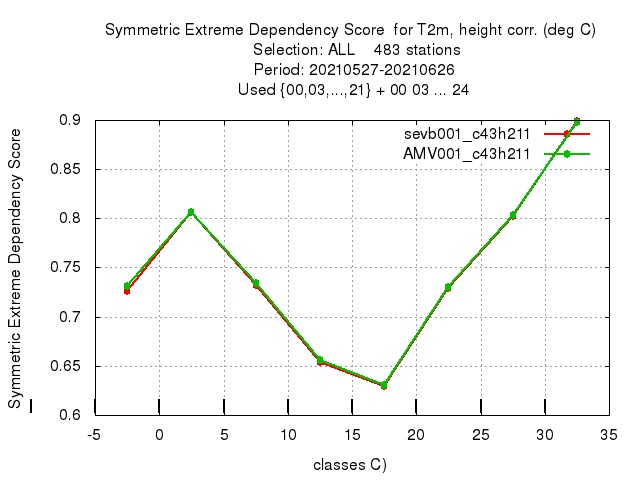 Symmetric Extreme Dependency Score  for T2m, height corr. (deg C)
Selection: ALL    483 stations
Period: 20210527-20210626
Used {00,03,...,21} + 00 03 ... 24
sevb001_c43h211
AMV001_c43h211
Symmetric Extreme Dependency Score
0.9
0.85
0.8
0.75
0.7
0.65
0.6
-5 0 5 10 15 20 25 30 35
classes C)